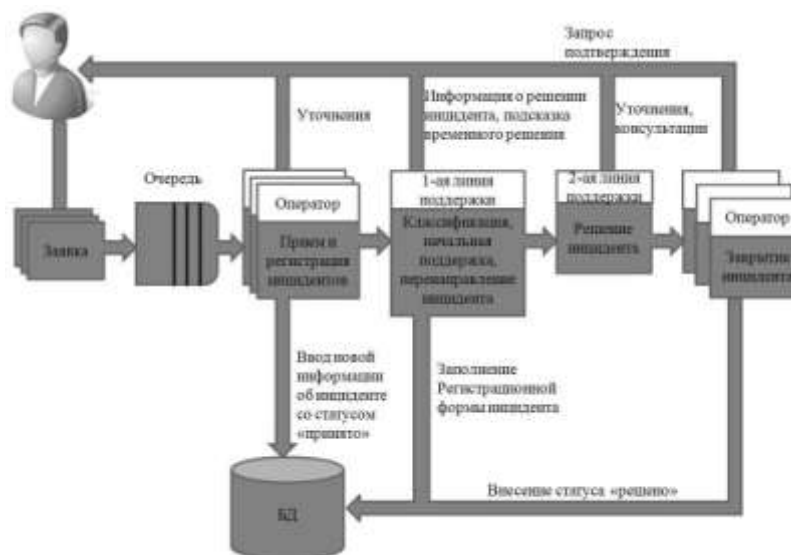 Запрос
подтверждения
Уточнения
Информация о решении
инцидента, подсказка
временного решения
Уточнения,
консультации
Очередь
Заявка
Оператор
Прием и
регистрация
инцидентов
1-ая линия
поддержки
Классификация,
начальная
поддержка,
перенаправление
инцидента
2-ая линия
поддержки
Решение
инцидента
Оператор
Закрытие
инцидента
Ввод новой
информации
об инциденте
со статусом
«принято»
Заполнение
Регистрационной
формы инцидента
Внесение статуса «решено»
БД